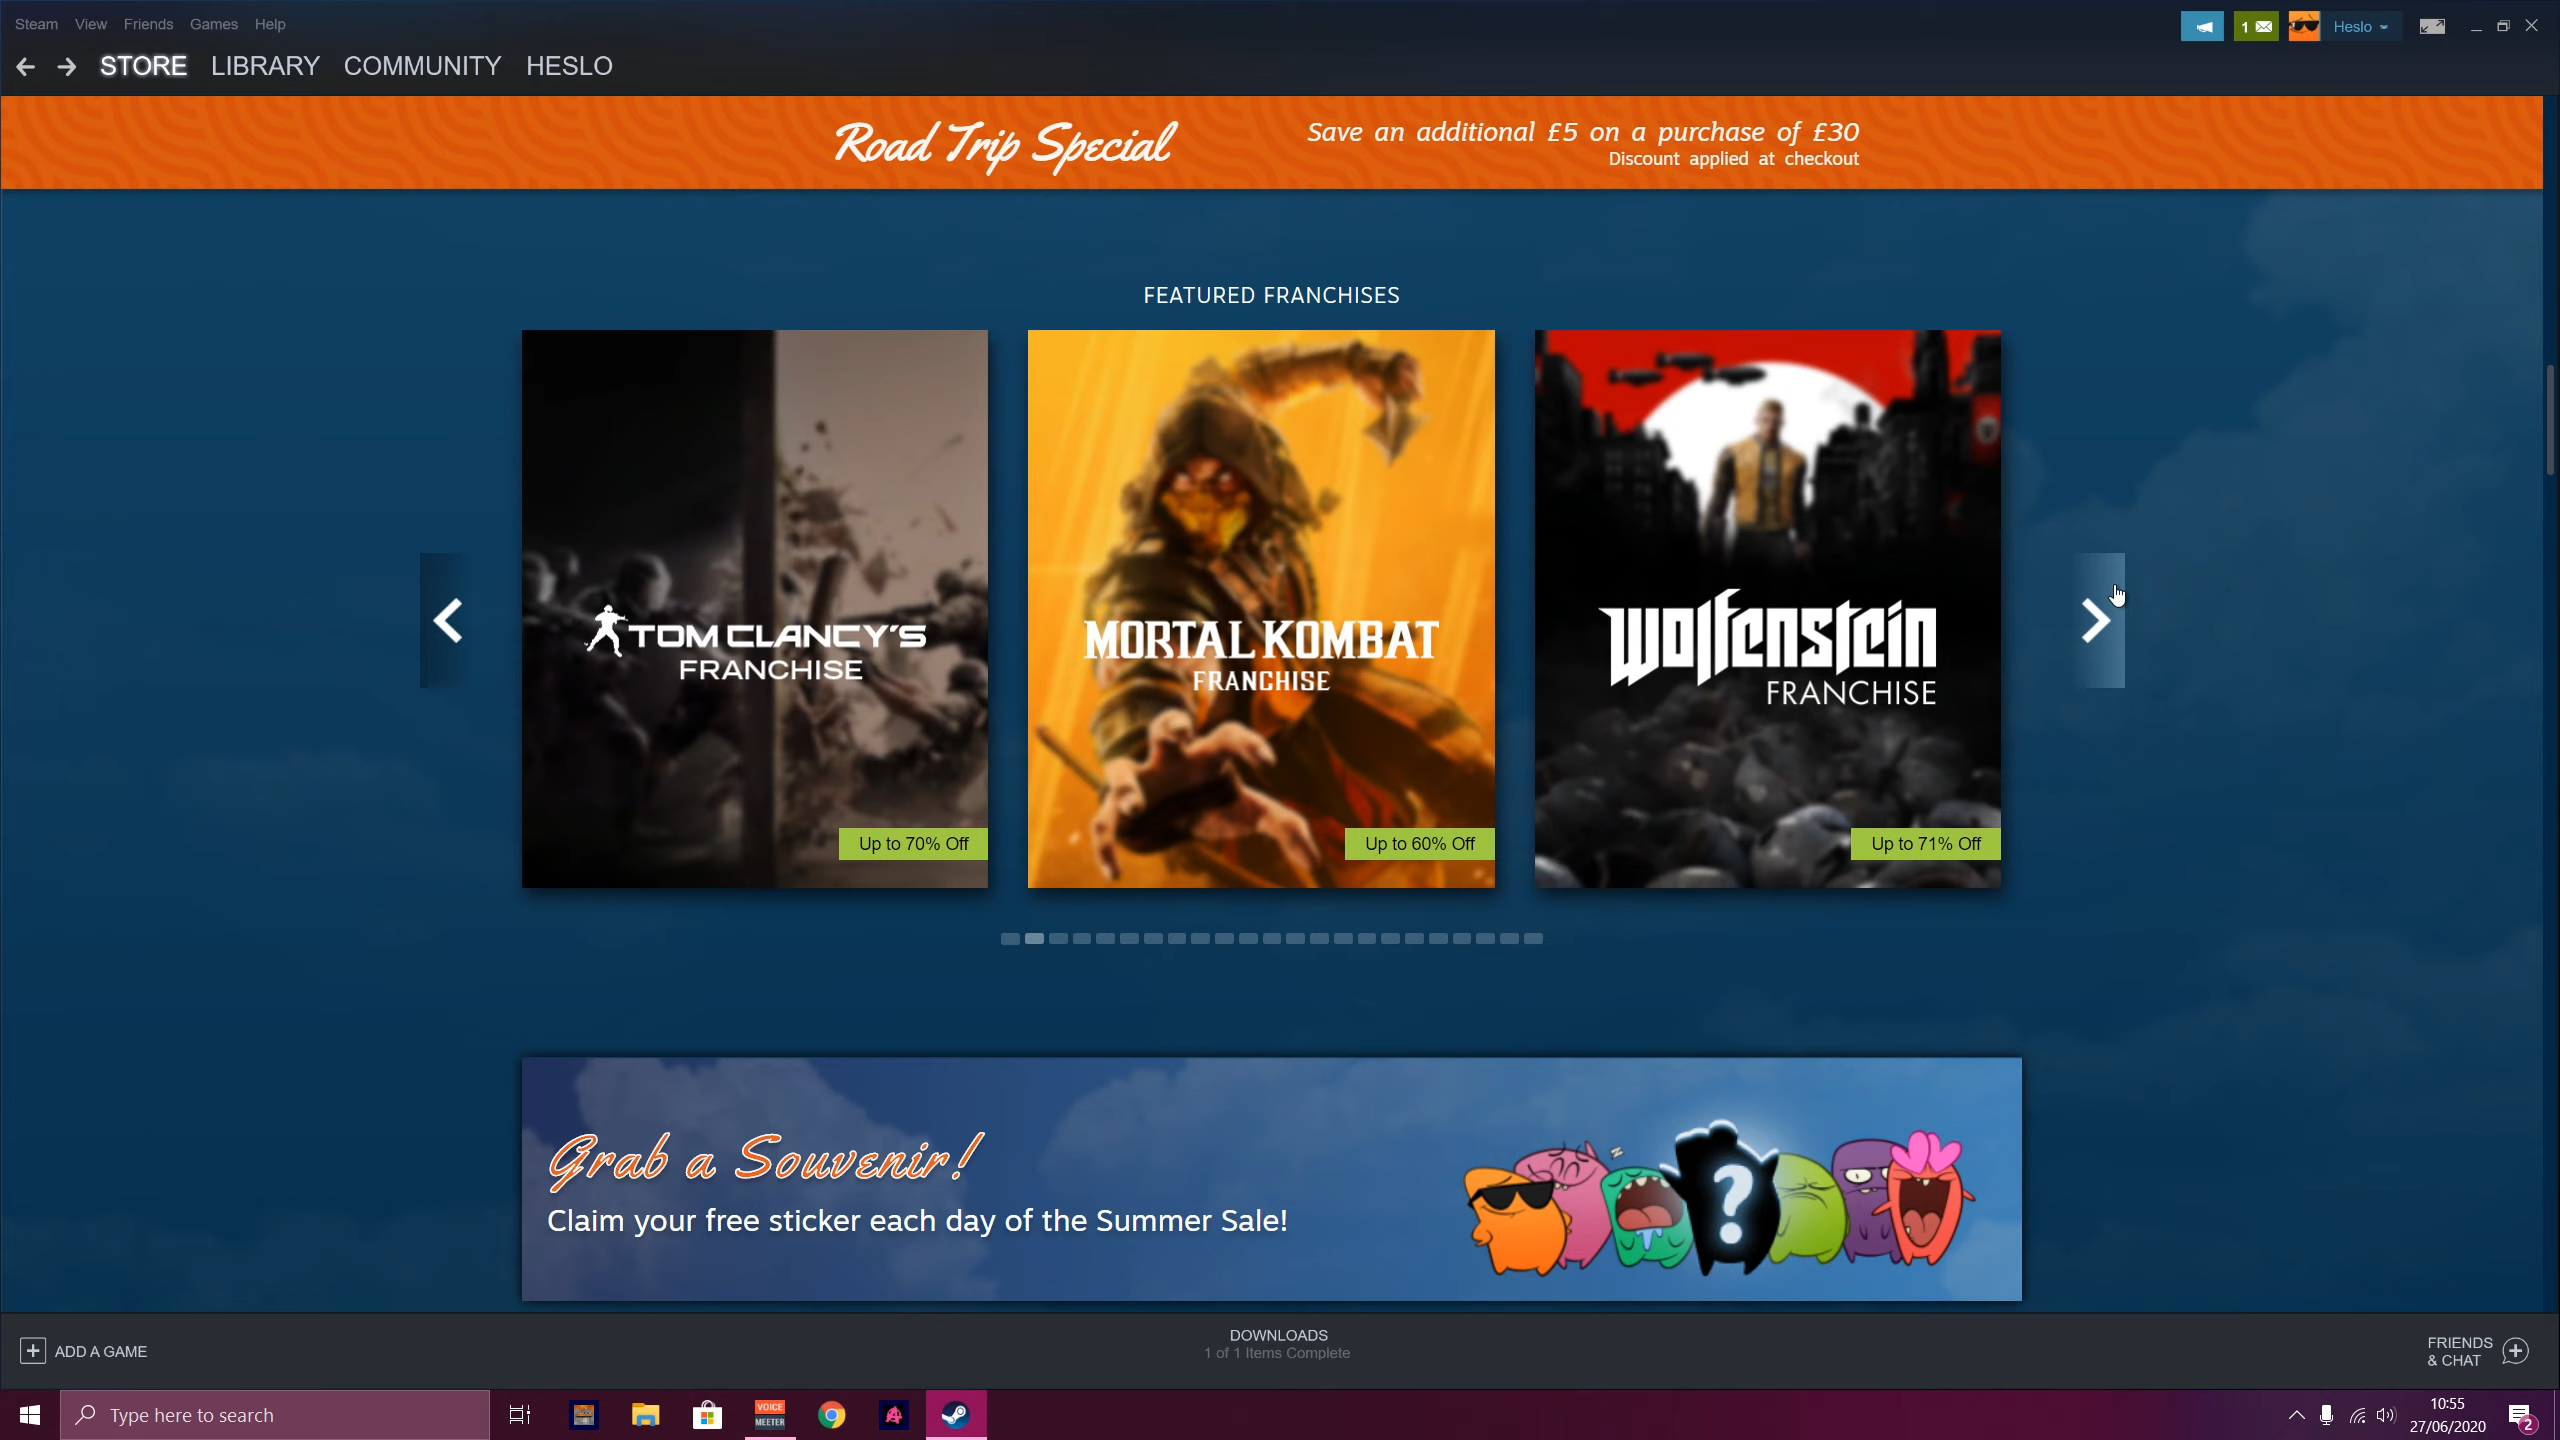 Steam View Friends Games Help
1 Heslo
STORE LIBRARY COMMUNITY HESLO
Road Trip Special
Save an additional £5 on a purchase of £30
Discount applied at checkout
FEATURED FRANCHISES
TOM CLANCY'S
FRANCHISE
Up to 70% Off
MORTAL KOMBAT
FRANCHISE
Up to 60% Off
Wolfenstein
FRANCHISE
Up to 71% Off
Grab a Souvenir!
Claim your free sticker each day of the Summer Sale!
?
z
ADD A GAME
DOWNLOADS
1 of 1 Items Complete
FRIENDS
& CHAT
Type here to search
VOICE
MEETER
10:55
27/06/2020
2